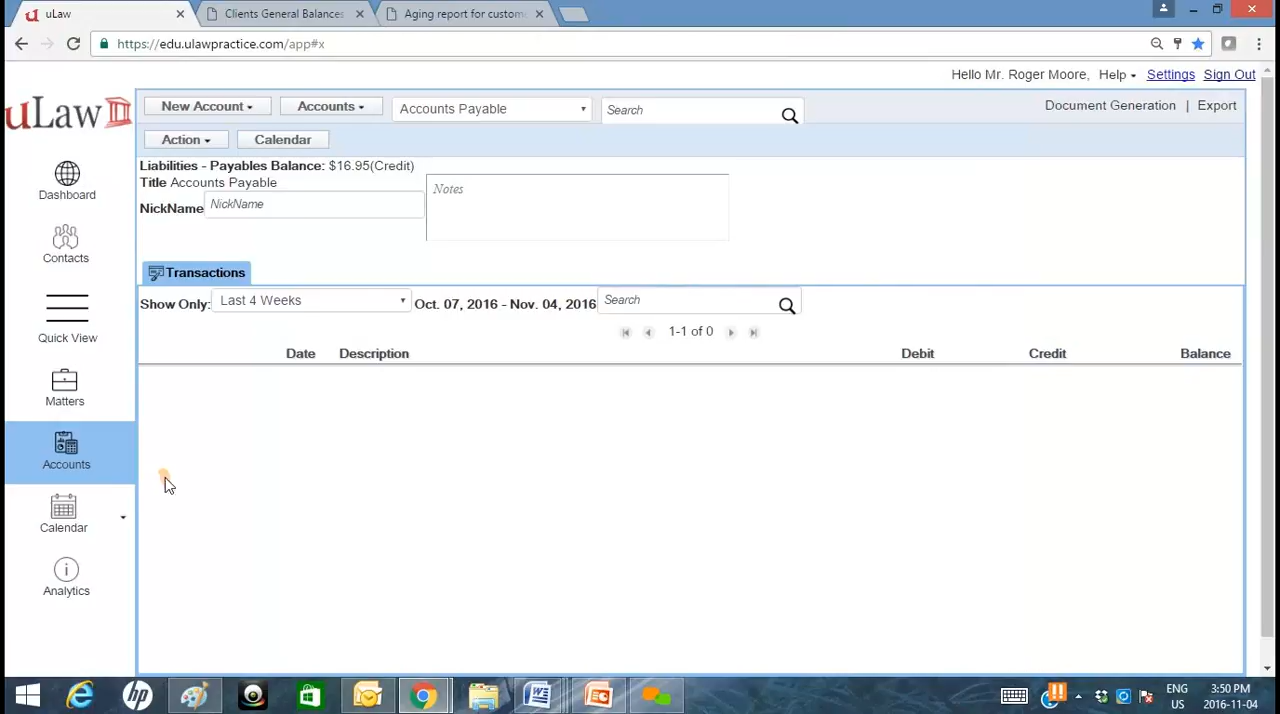 uLaw
Clients General Balances
Aging report for custom
https://edu.ulawpractice.com/app#x
Hello Mr. Roger Moore, Help Settings Sign Out
uLaw
New Account Accounts Accounts Payable Search
Document Generation | Export
Action Calendar
Liabilities - Payables Balance: $16.95(Credit)
Title Accounts Payable
NickName NickName
Notes
Transactions
Show Only: Last 4 Weeks Oct. 07, 2016 - Nov. 04, 2016 Search
1-1 of 0
Date Description Debit Credit Balance
Dashboard
Contacts
Quick View
Matters
Accounts
Calendar
Analytics
hp
ENG
US
3:50 PM
2016-11-04